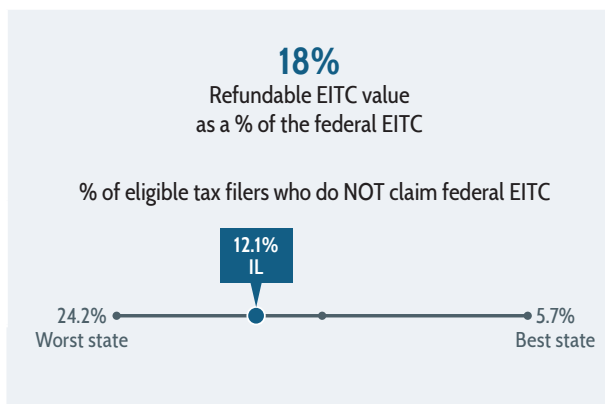 18%
Refundable EITC value
as a % of the federal EITC
% of eligible tax filers who do NOT claim federal EITC
12.1%
IL
24.2%
Worst state
5.7%
Best state